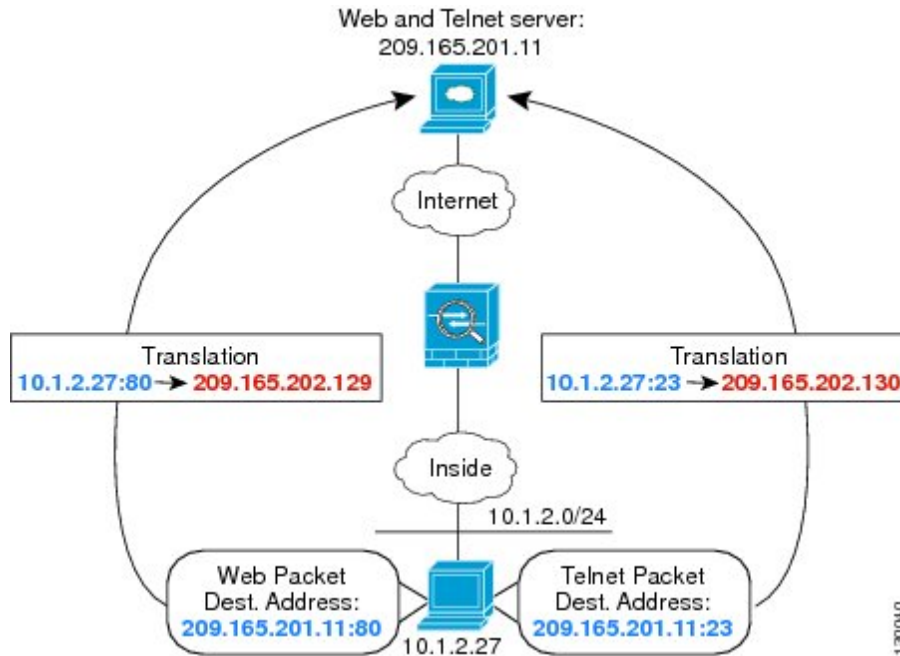 Web and Telnet server:
209.165.201.11
Internet
Translation
10.1.2.27:80 → 209.165.202.129
Translation
10.1.2.27:23 → 209.165.202.130
Inside
10.1.2.0/24
Web Packet
Dest. Address:
209.165.201.11:80
Telnet Packet
Dest. Address:
209.165.201.11:23
10.1.2.27